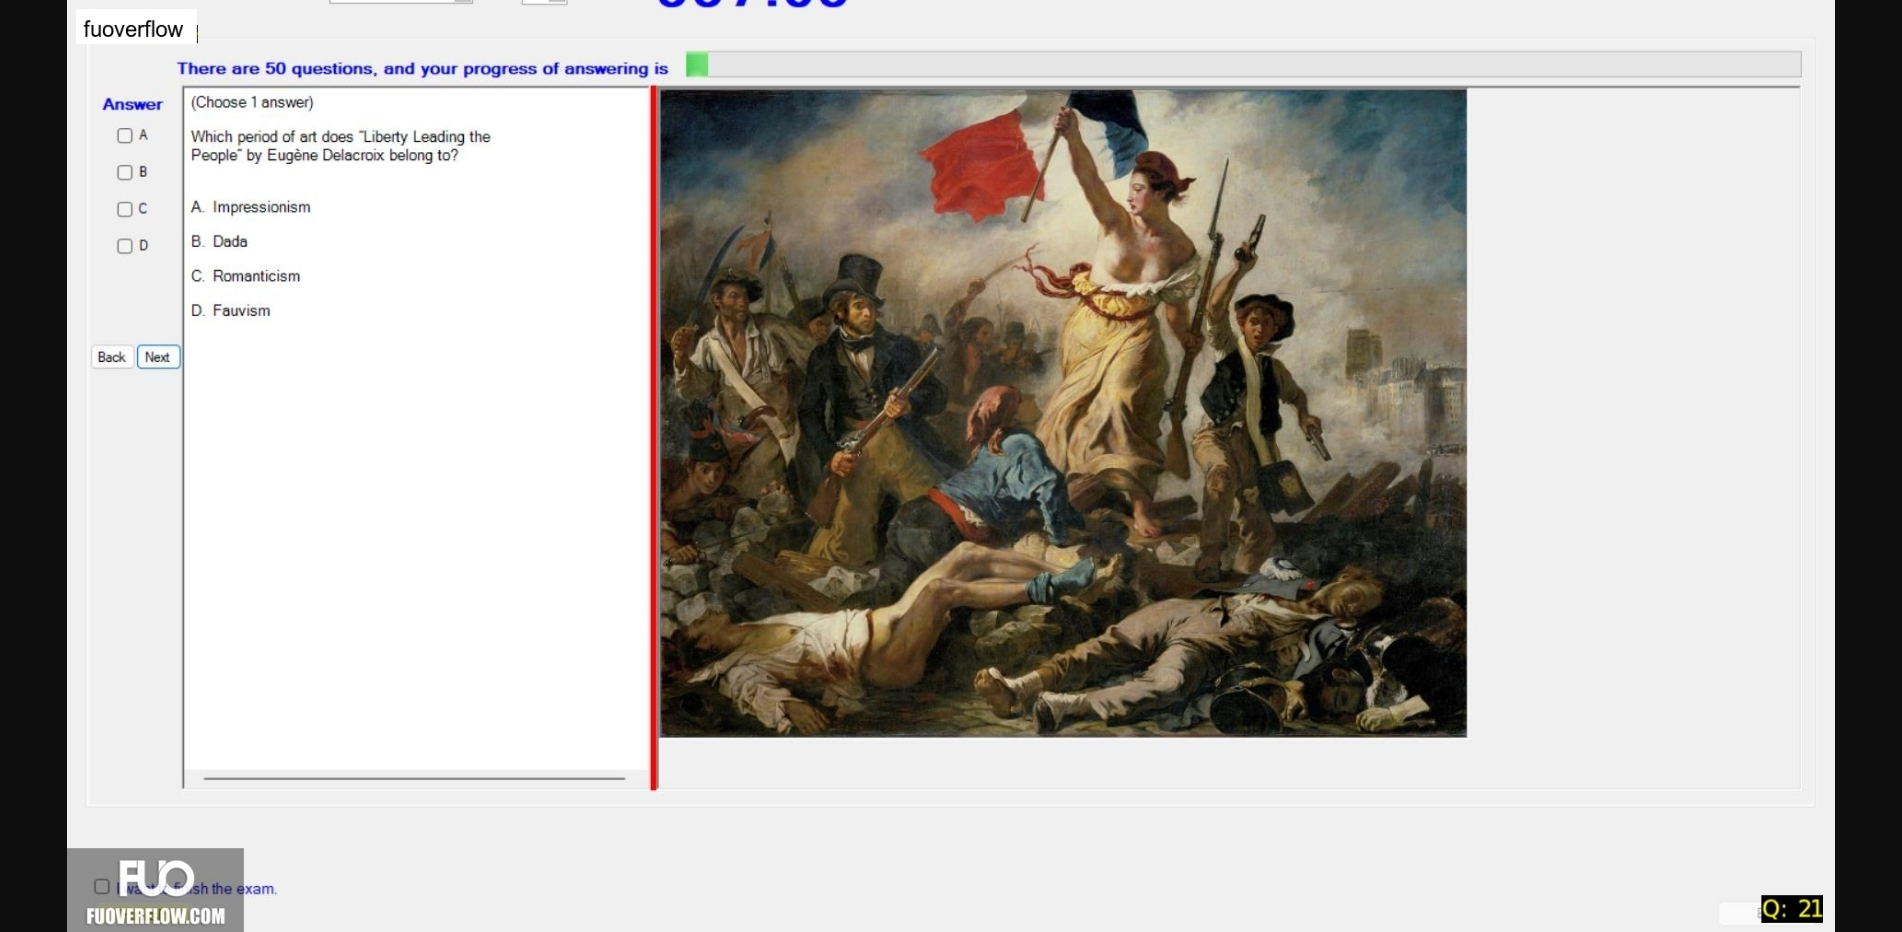 fuoverflow
There are 50 questions, and your progress of answering is
Answer
(Choose 1 answer)
A
Which period of art does "Liberty Leading the
People" by Eugène Delacroix belong to?
B
C
A. Impressionism
D
B. Dada
C. Romanticism
D. Fauvism
Back Next
FUO
finish the exam.
FUOVERFLOW.COM
Q: 21